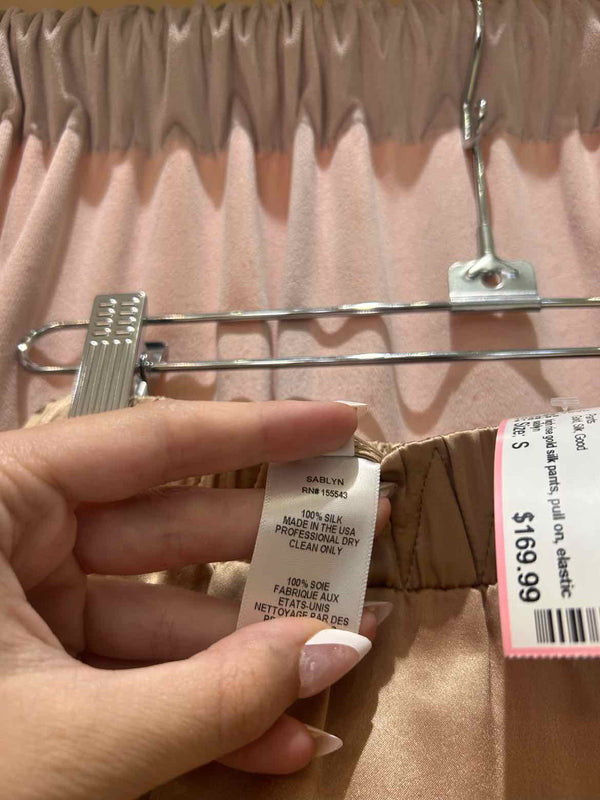 SABLYN
RN# 155543
100% SILK
MADE IN THE USA
PROFESSIONAL DRY
CLEAN ONLY
100% SOIE
FABRIQUE AUX
ETATS-UNIS
NETTOYAGE PAR DES
Silk, Good
rise gold silk pants, pull on, elastic
Size: S
$169.99